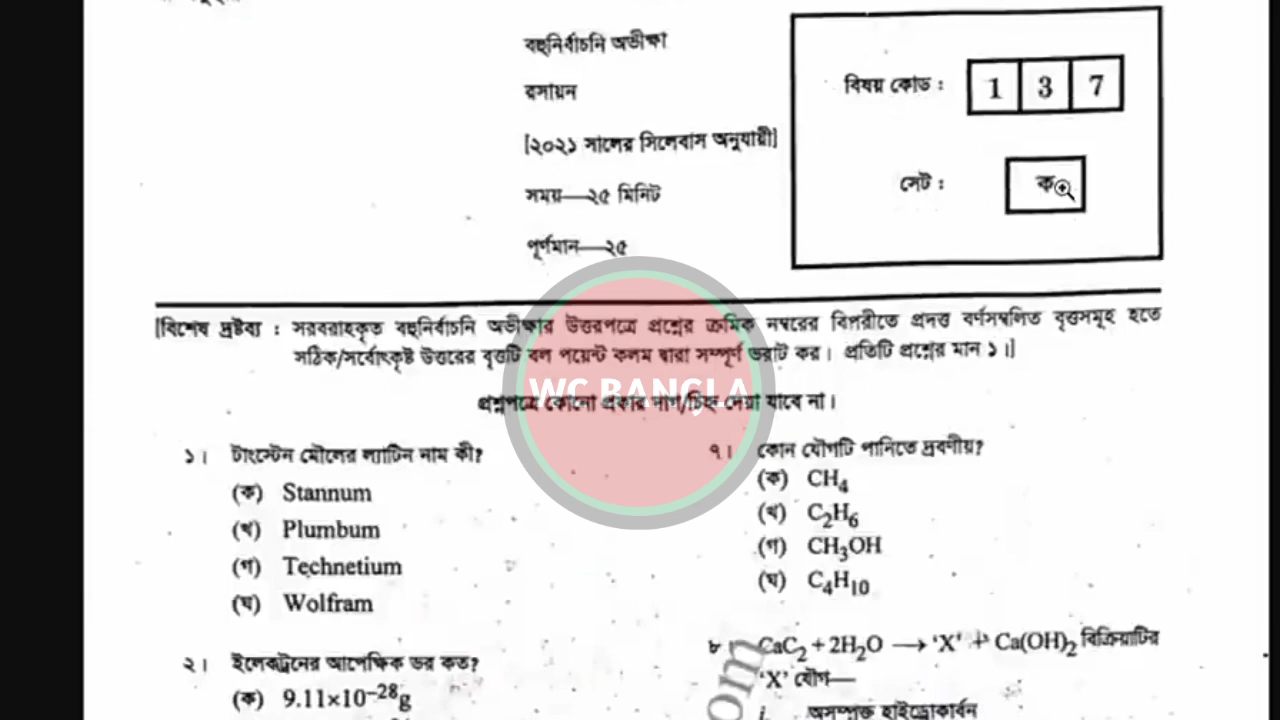 বহুনির্বাচনি অভীক্ষা
রসায়ন
[২০২১ সালের সিলেবাস অনুযায়ী]
সময়—২৫ মিনিট
পূর্ণমান—২৫
বিষয় কোড : 1 3 7
সেট : ক
[বিশেষ দ্রষ্টব্য : সরবরাহকৃত বহুনির্বাচনি অভীক্ষার উত্তরপত্রে প্রশ্নের ক্রমিক নম্বরের বিপরীতে প্রদত্ত বর্ণসম্বলিত বৃত্তসমূহ হতে
সঠিক/সর্বোৎকৃষ্ট উত্তরের বৃত্তটি বল পয়েন্ট কলম দ্বারা সম্পূর্ণ ভরাট কর। প্রতিটি প্রশ্নের মান ১।]
WC BANGLA
প্রশ্নপত্রে কোনো প্রকার দাগ/চিহ্ন দেয়া যাবে না।
১। টাংস্টেন মৌলের ল্যাটিন নাম কী?
(ক) Stannum
(খ) Plumbum
(গ) Technetium
(ঘ) Wolfram
২। ইলেকট্রনের আপেক্ষিক ভর কত?
(ক) 9.11×10⁻²⁸g
৭। কোন যৌগটি পানিতে দ্রবণীয়?
(ক) CH₄
(খ) C₂H₆
(গ) CH₃OH
(ঘ) C₄H₁₀
৮। CaC₂ + 2H₂O ⟶ ‘X’ + Ca(OH)₂ বিক্রিয়াটির
‘X’ যৌগ—
i. অসম্পৃক্ত হাইড্রোকার্বন
om